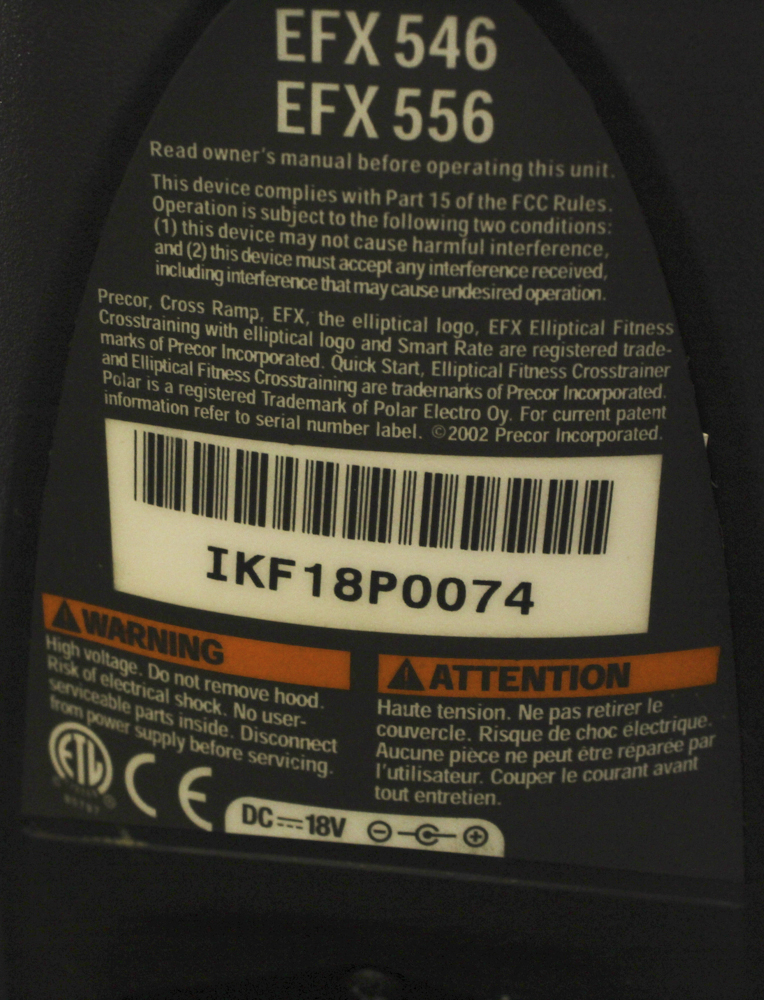 EFX 546
EFX 556
Read owner's manual before operating this unit.
This device complies with Part 15 of the FCC Rules.
Operation is subject to the following two conditions:
(1) this device may not cause harmful interference,
and (2) this device must accept any interference received,
including interference that may cause undesired operation.
Precor, Cross Ramp, EFX, the elliptical logo, EFX Elliptical Fitness
Crosstraining with elliptical logo and Smart Rate are registered trade-
marks of Precor Incorporated. Quick Start, Elliptical Fitness Crosstrainer
and Elliptical Fitness Crosstraining are trademarks of Precor Incorporated.
Polar is a registered Trademark of Polar Electro Oy. For current patent
information refer to serial number label. ©2002 Precor Incorporated.
IKF18P0074
WARNING
High voltage. Do not remove hood.
Risk of electrical shock. No user-
serviceable parts inside. Disconnect
from power supply before servicing.
ATTENTION
Haute tension. Ne pas retirer le
couvercle. Risque de choc électrique.
Aucune pièce ne peut être réparée par
l'utilisateur. Couper le courant avant
tout entretien.
ETL
CE
DC 18V